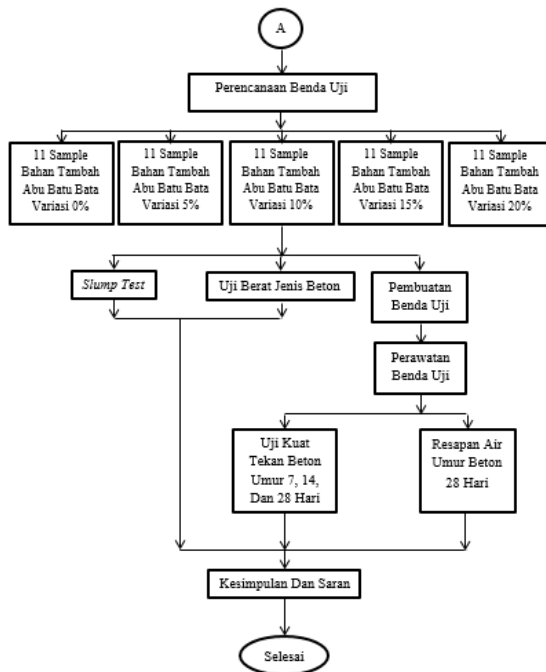 A
Perencanaan Benda Uji
11 Sample
Bahan Tambah
Abu Batu Bata
Variasi 0%
11 Sample
Bahan Tambah
Abu Batu Bata
Variasi 5%
11 Sample
Bahan Tambah
Abu Batu Bata
Variasi 10%
11 Sample
Bahan Tambah
Abu Batu Bata
Variasi 15%
11 Sample
Bahan Tambah
Abu Batu Bata
Variasi 20%
Slump Test
Uji Berat Jenis Beton
Pembuatan
Benda Uji
Perawatan
Benda Uji
Uji Kuat
Tekan Beton
Umur 7, 14,
Dan 28 Hari
Resapan Air
Umur Beton
28 Hari
Kesimpulan Dan Saran
Selesai